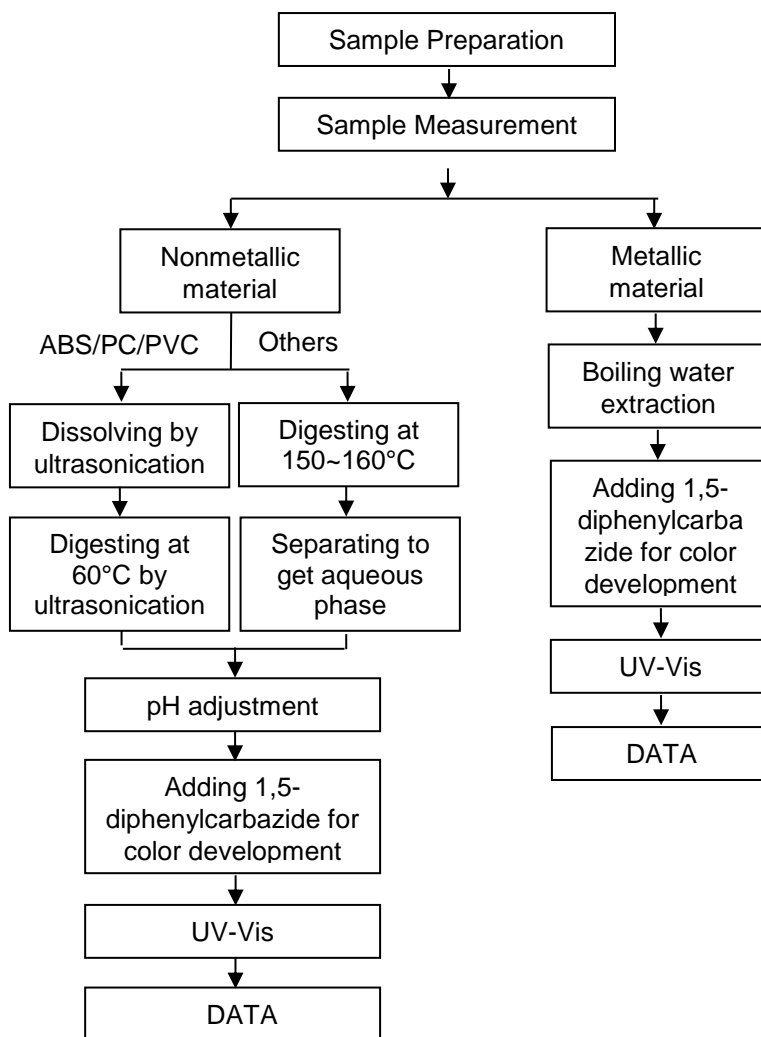 Sample Preparation
Sample Measurement
Nonmetallic
material
Metallic
material
ABS/PC/PVC
Others
Boiling water
extraction
Dissolving by
ultrasonication
Digesting at
150~160°C
Adding 1,5-
diphenylcarba
zide for color
development
Digesting at
60°C by
ultrasonication
Separating to
get aqueous
phase
UV-Vis
pH adjustment
DATA
Adding 1,5-
diphenylcarbazide for
color development
UV-Vis
DATA